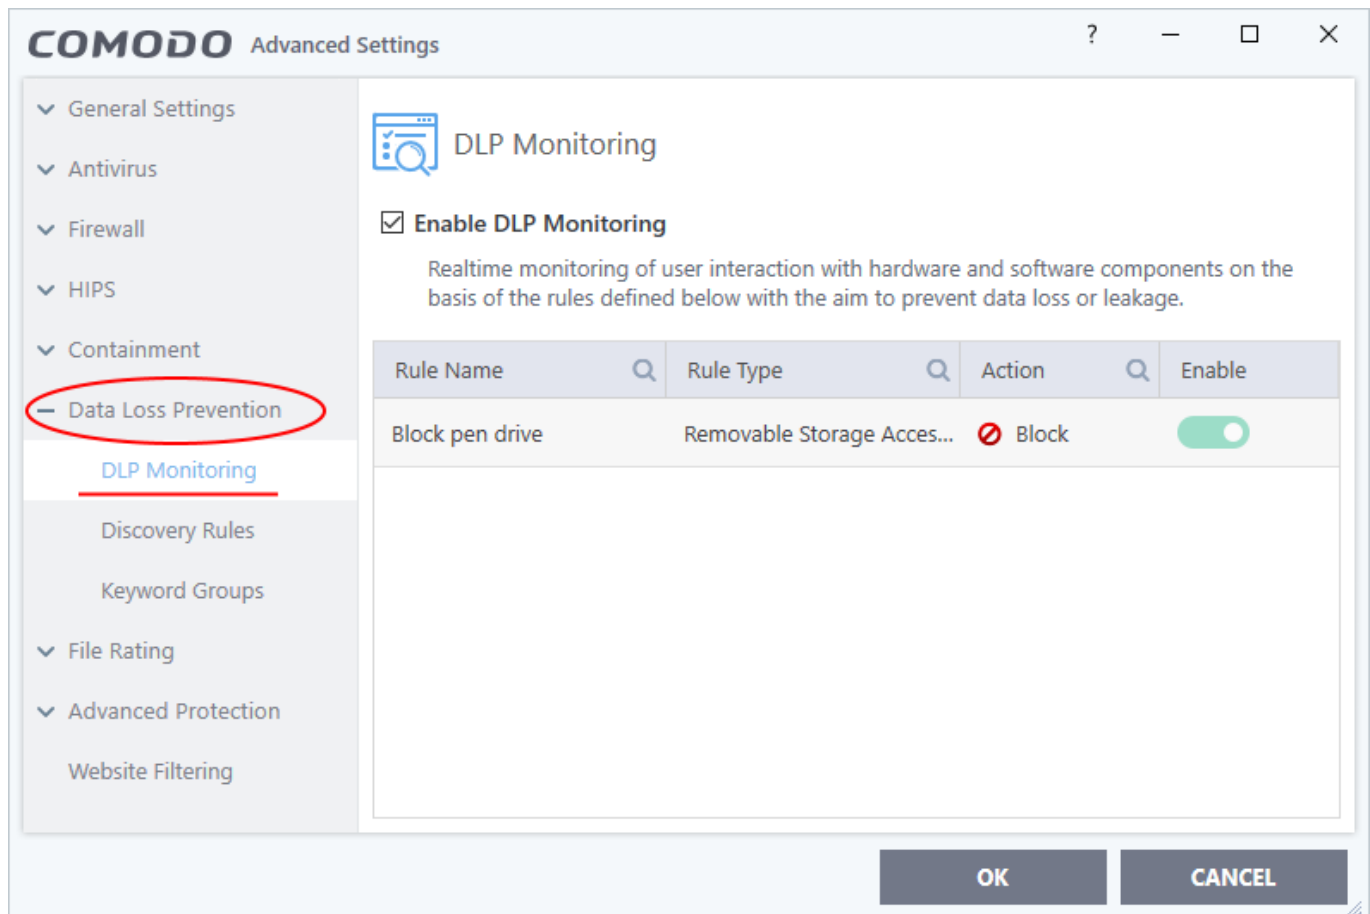 COMODO Advanced Settings ?
General Settings
Antivirus
Firewall
HIPS
Containment
Data Loss Prevention
DLP Monitoring
Discovery Rules
Keyword Groups
File Rating
Advanced Protection
Website Filtering
DLP Monitoring
Enable DLP Monitoring
Realtime monitoring of user interaction with hardware and software components on the
basis of the rules defined below with the aim to prevent data loss or leakage.
Rule Name Rule Type Action Enable
Block pen drive Removable Storage Acces... Block
OK CANCEL